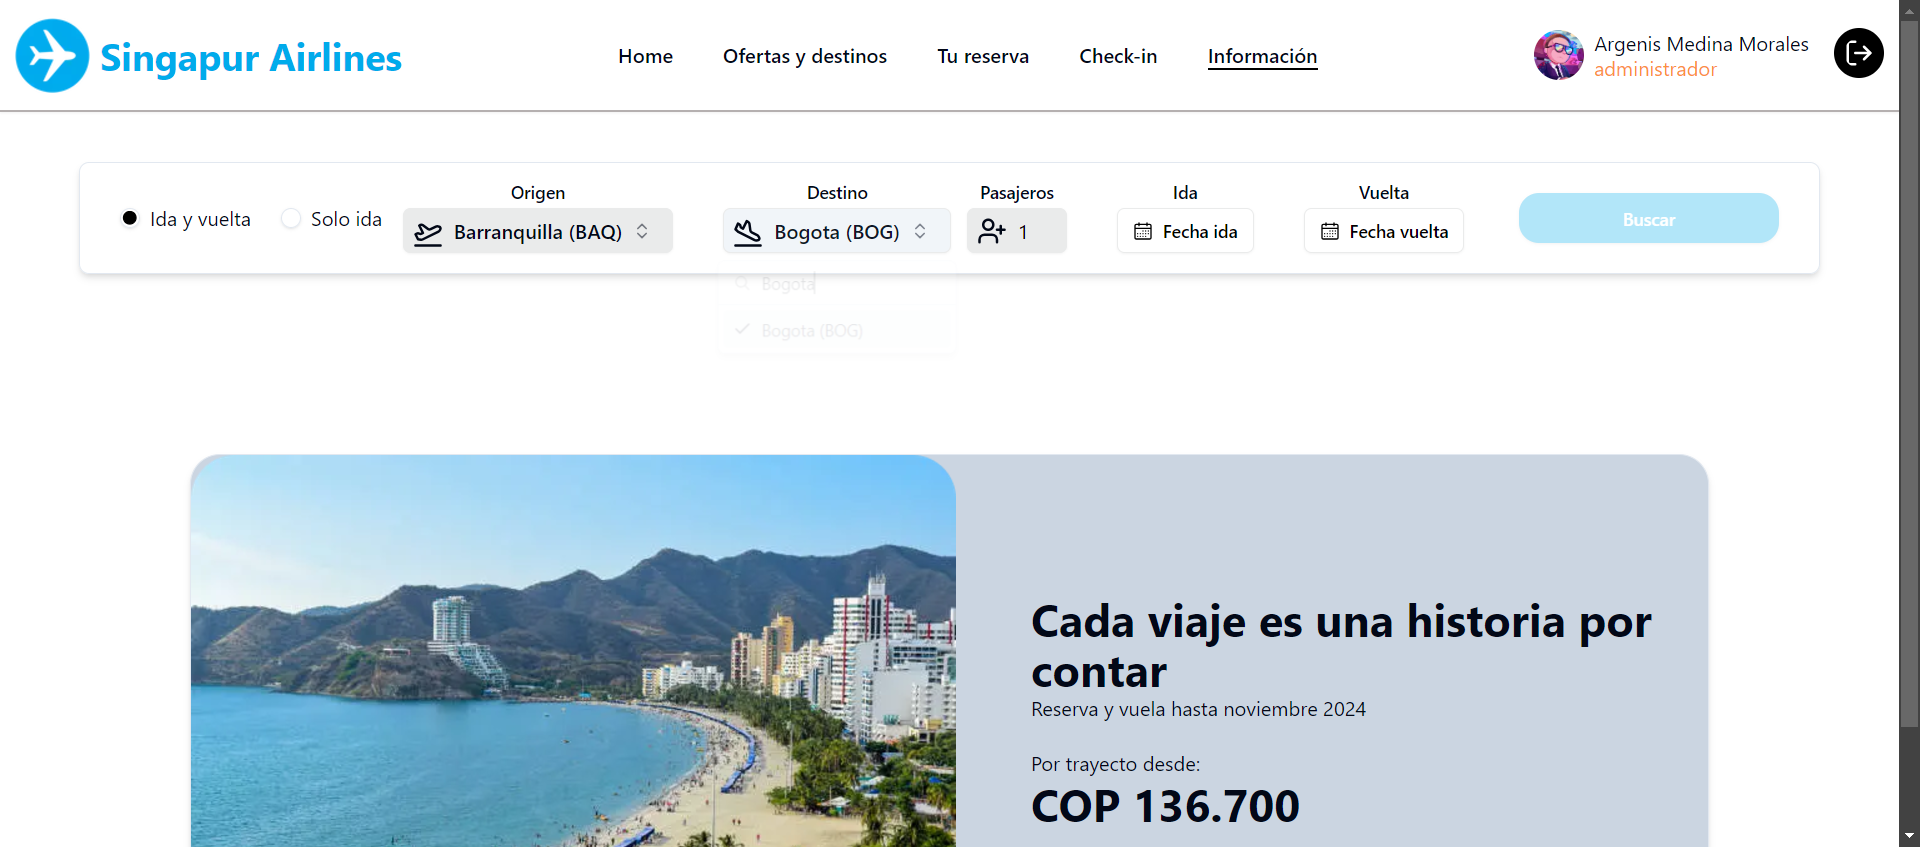 Singapur Airlines
Home
Ofertas y destinos
Tu reserva
Check-in
Información
Argenis Medina Morales
administrador
Ida y vuelta
Solo ida
Origen
Barranquilla (BAQ)
Destino
Bogota (BOG)
Pasajeros
1
Ida
Fecha ida
Vuelta
Fecha vuelta
Buscar
Bogota
Bogota (BOG)
Cada viaje es una historia por
contar
Reserva y vuela hasta noviembre 2024
Por trayecto desde:
COP 136.700